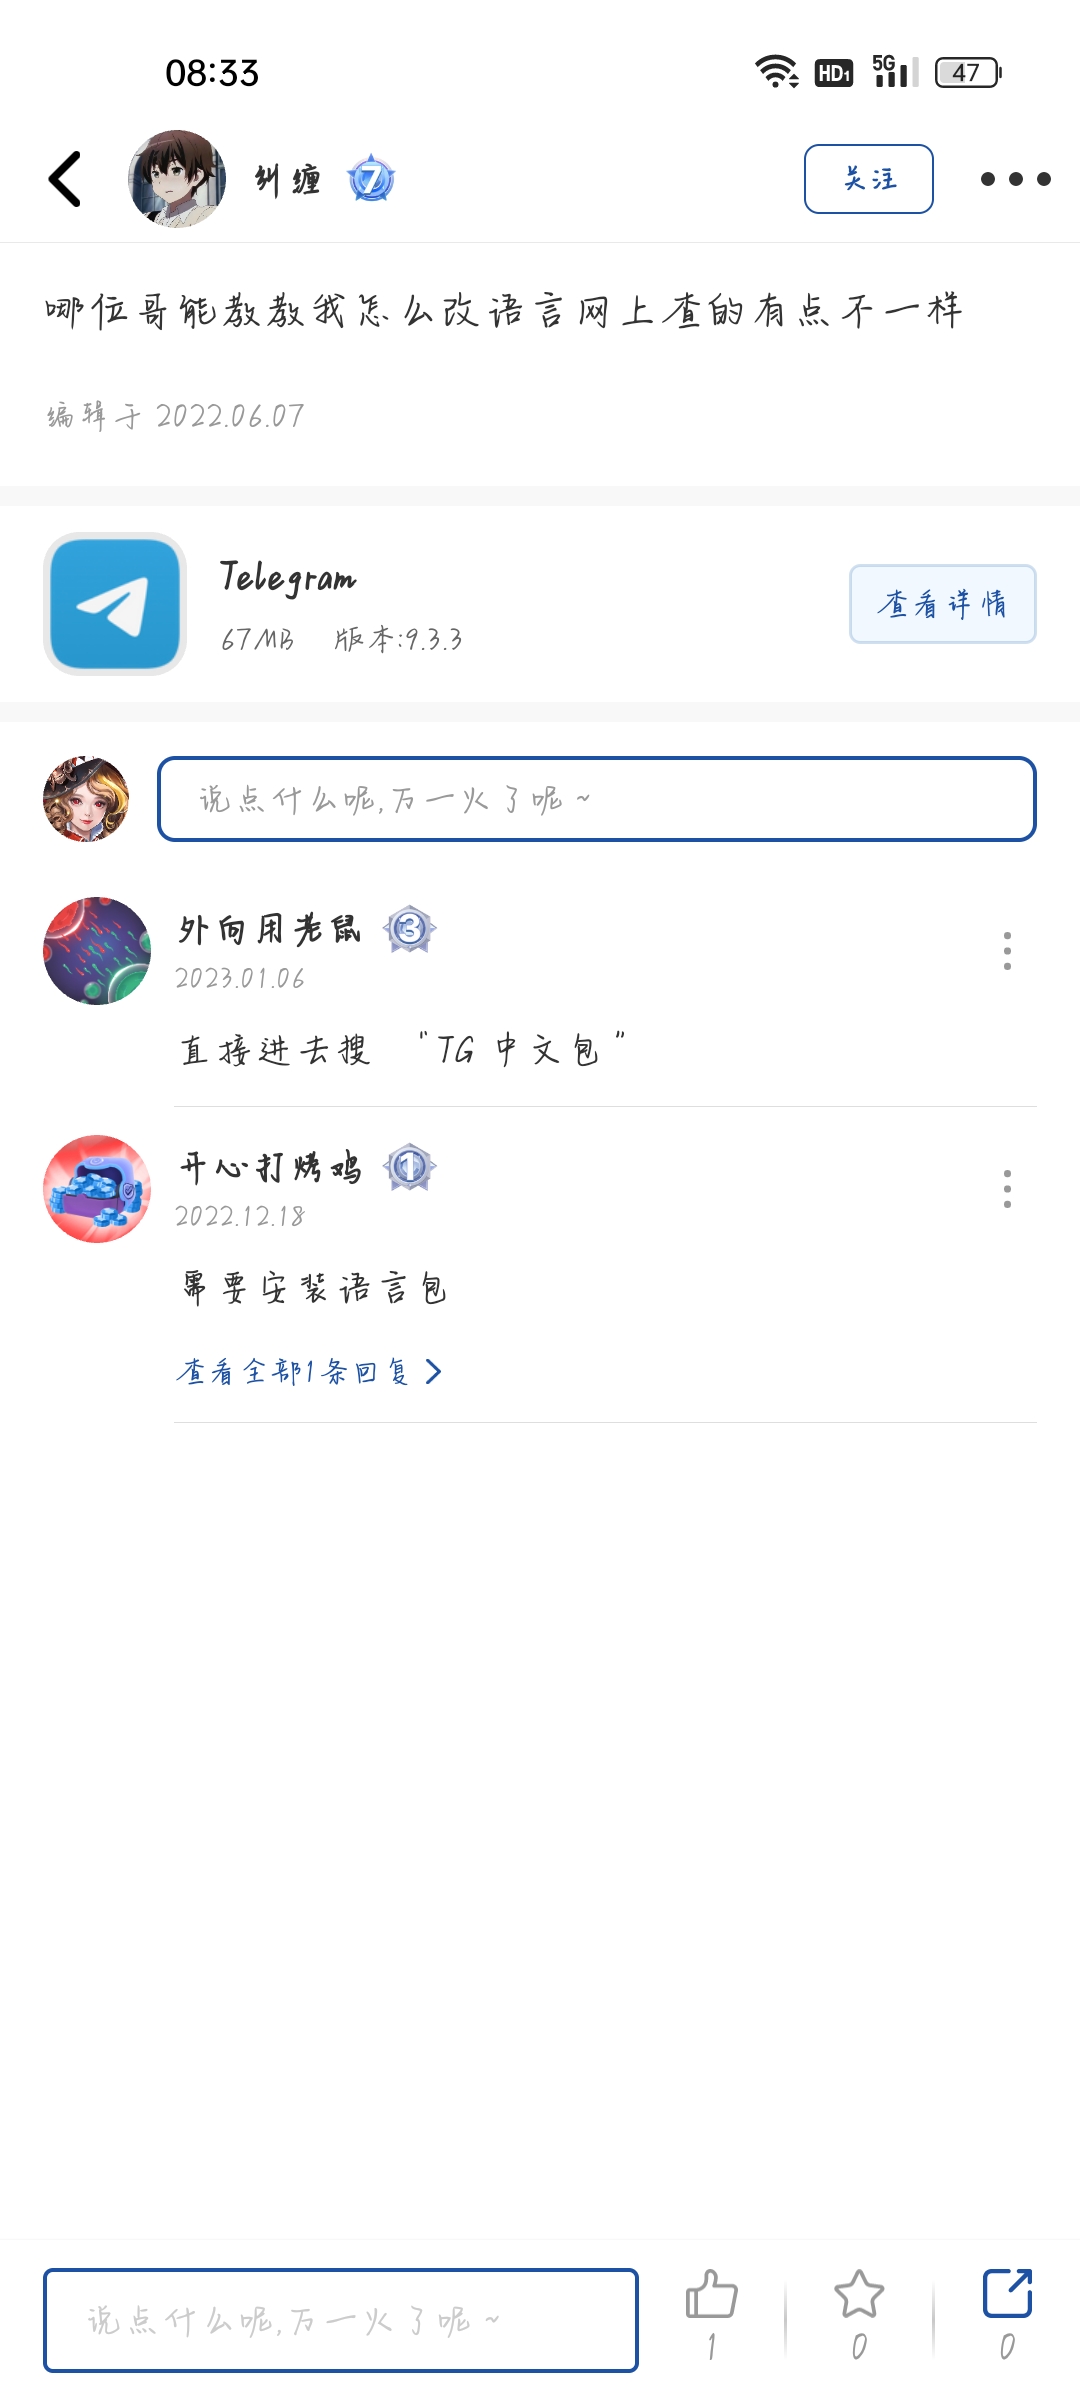 08:33
HD1
5G
47
纠缠
7
关注
哪位哥能教教我怎么改语言网上查的有点不一样
编辑于 2022.06.07
Telegram
67MB 版本:9.3.3
查看详情
说点什么呢,万一火了呢~
外向用老鼠
3
2023.01.06
直接进去搜 “TG 中文包”
开心打烤鸡
1
2022.12.18
需要安装语言包
查看全部1条回复
说点什么呢,万一火了呢~
1
0
0